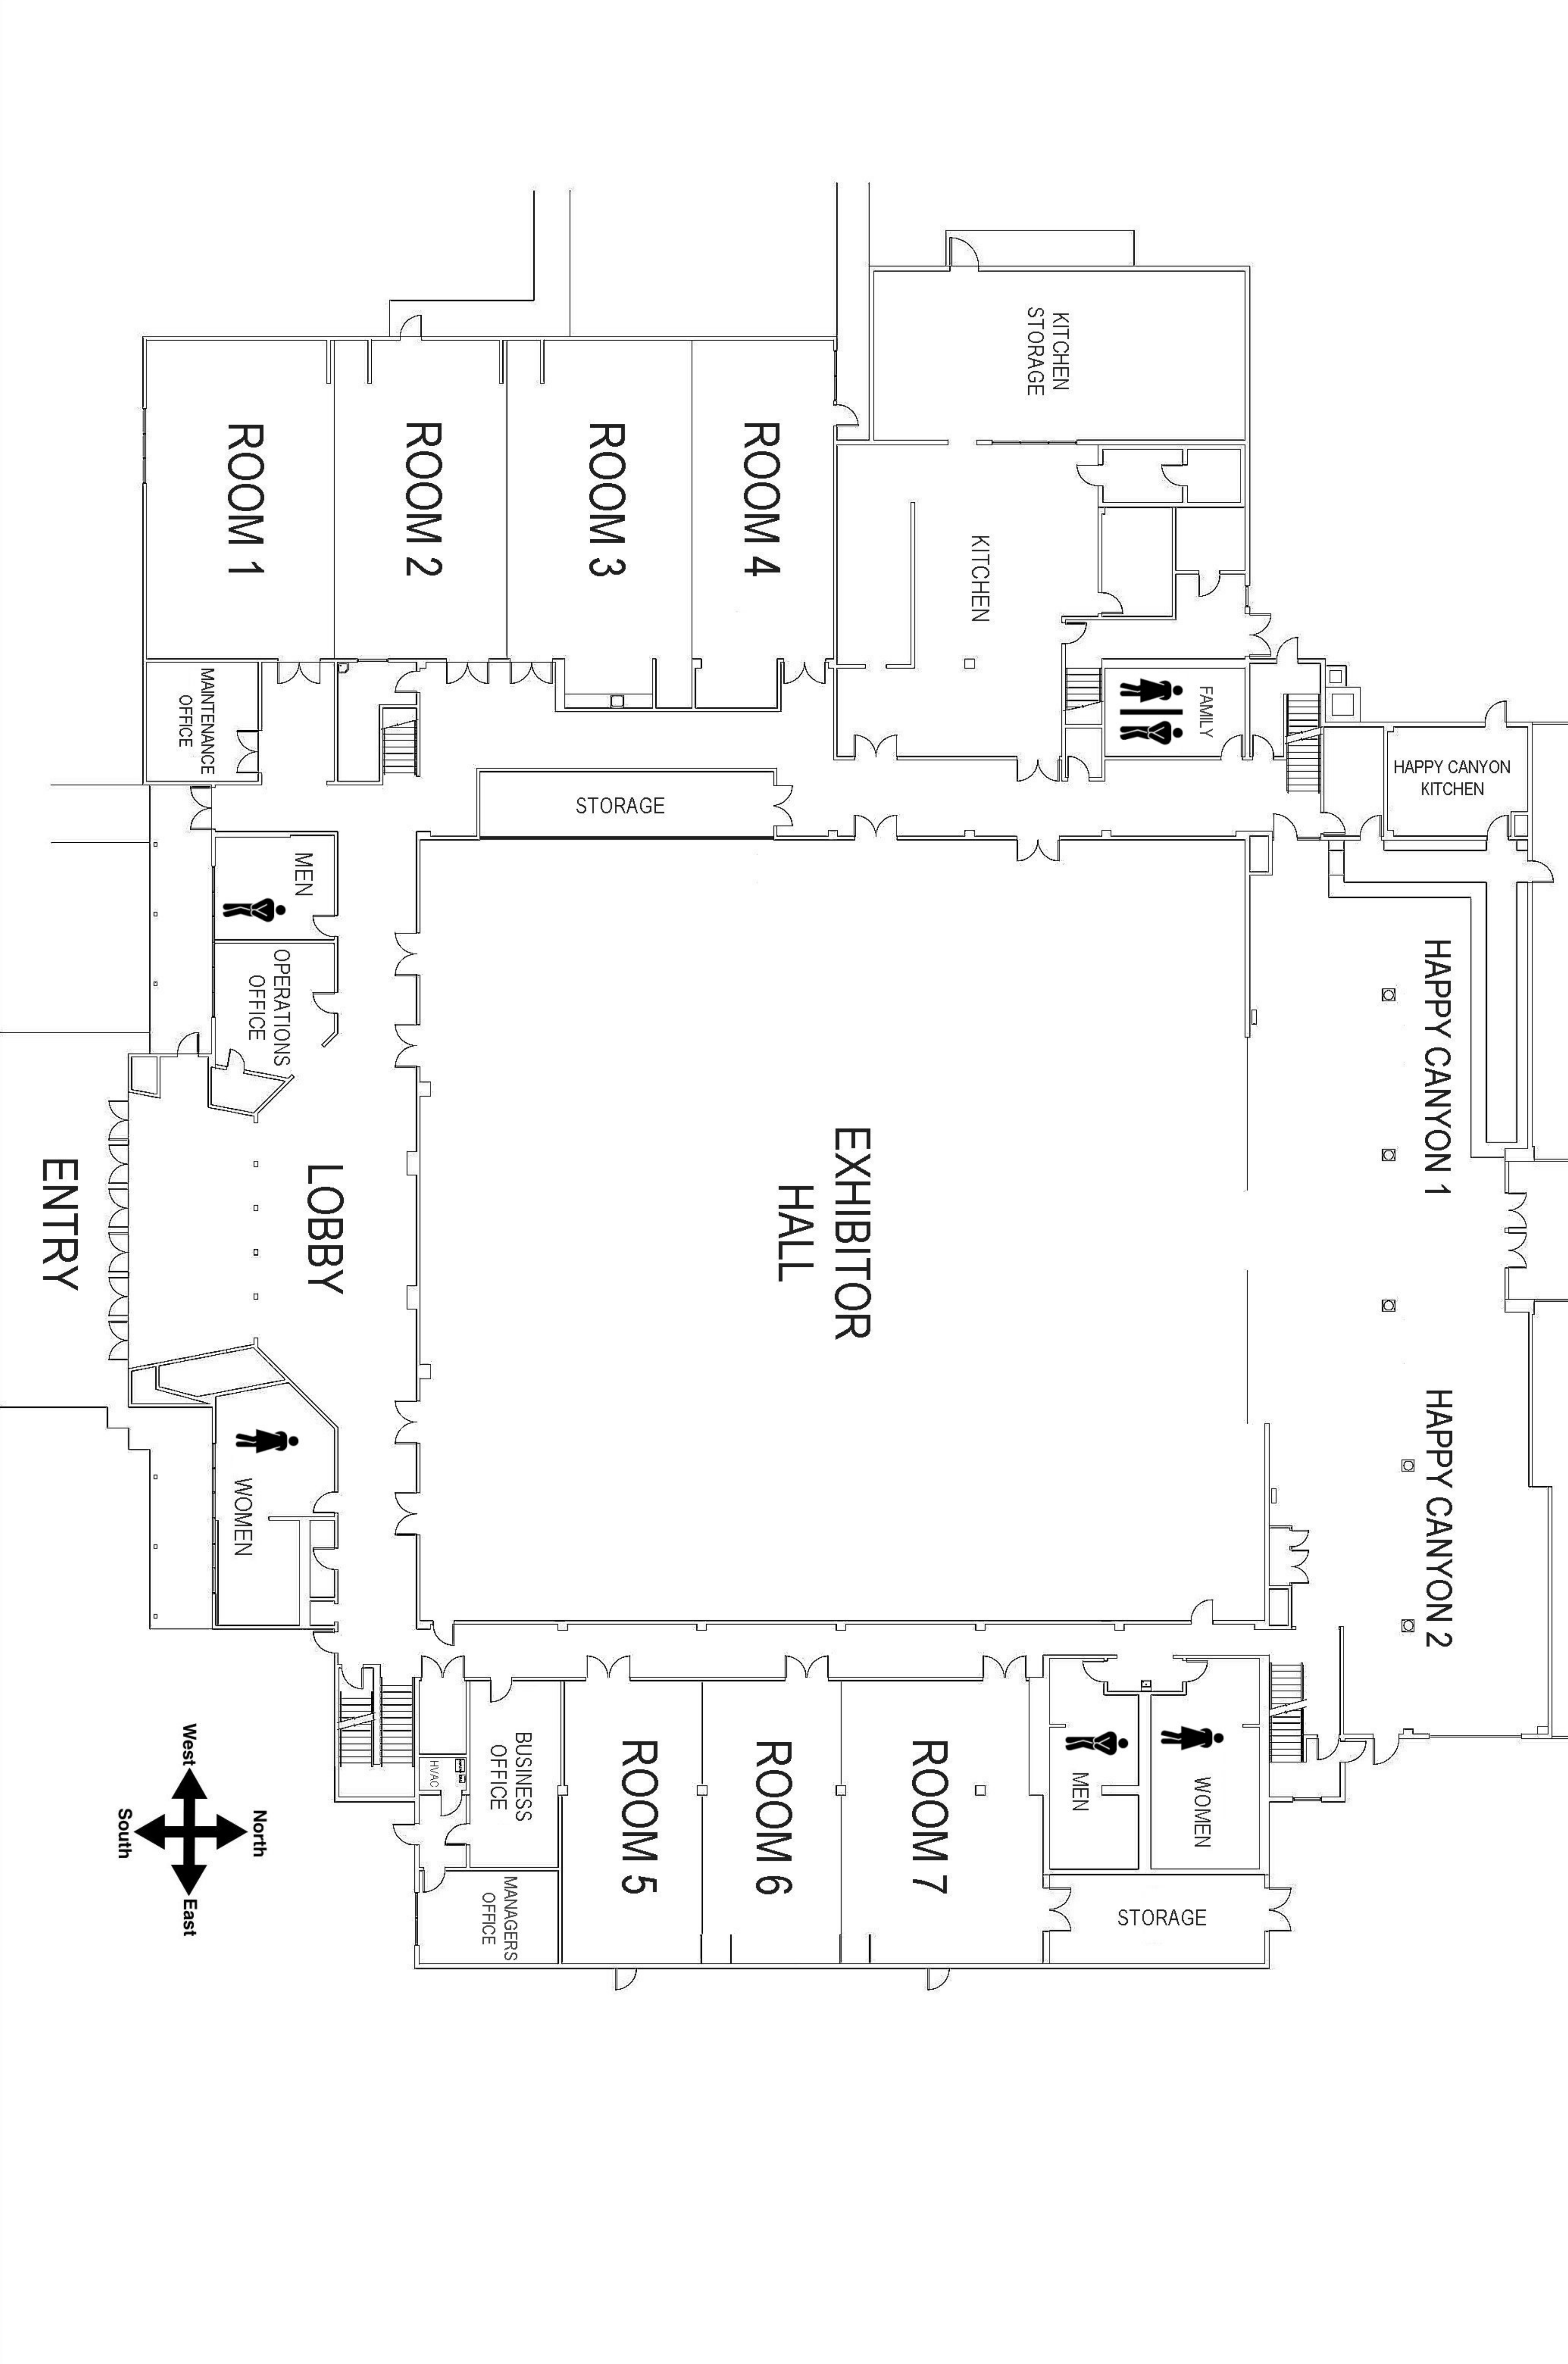 KITCHEN
STORAGE
ROOM 1
ROOM 2
ROOM 3
ROOM 4
KITCHEN
MAINTENANCE
OFFICE
FAMILY
HAPPY CANYON
KITCHEN
STORAGE
MEN
OPERATIONS
OFFICE
HAPPY CANYON 1
ENTRY
LOBBY
EXHIBITOR
HALL
HAPPY CANYON 2
WOMEN
BUSINESS
OFFICE
HVAC
ROOM 5
ROOM 6
ROOM 7
MEN
WOMEN
MANAGERS
OFFICE
STORAGE
West
North
South
East